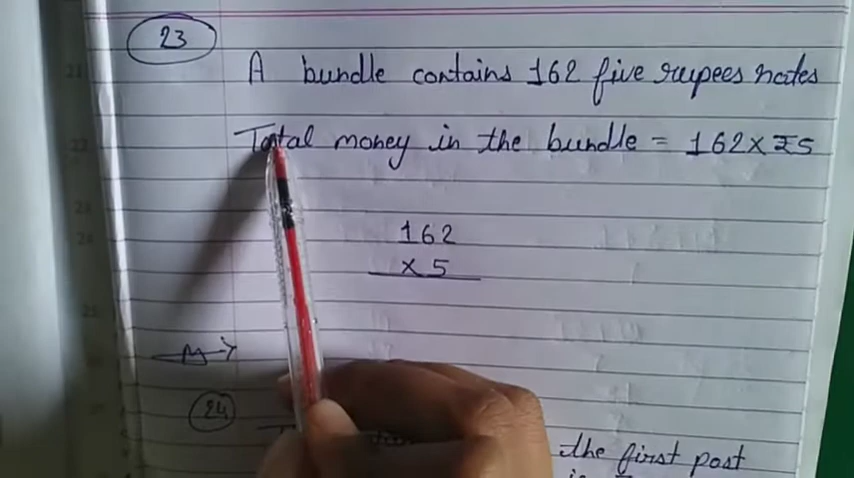 23
A bundle contains 162 five rupees notes
Total money in the bundle = 162 × ₹5
162
× 5
24
the first post